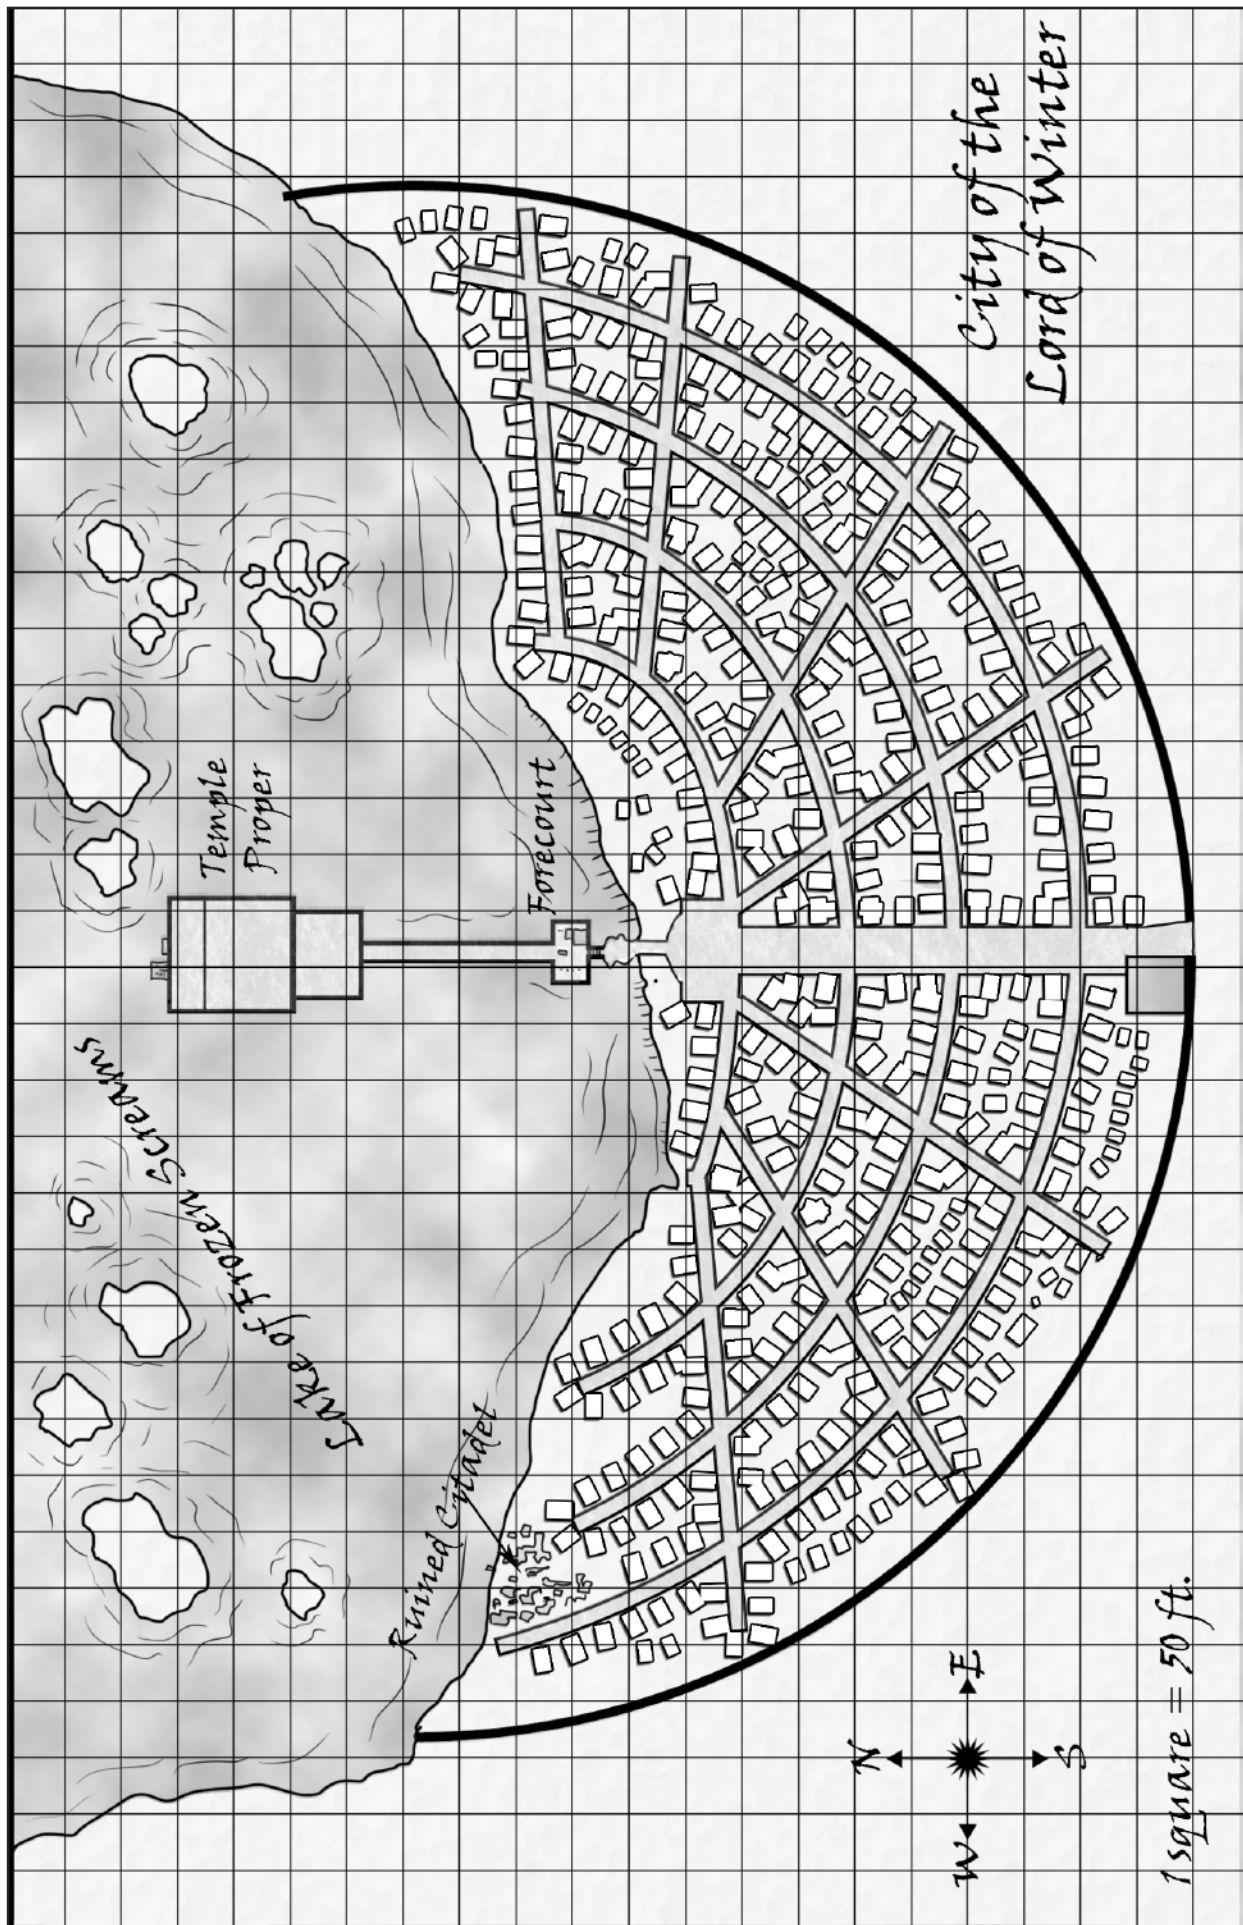 City of the
Lord of Winter
Temple
Proper
Forecourt
Lake of Frozen Screams
Ruined Citadel
N
W
E
S
1 square = 50 ft.